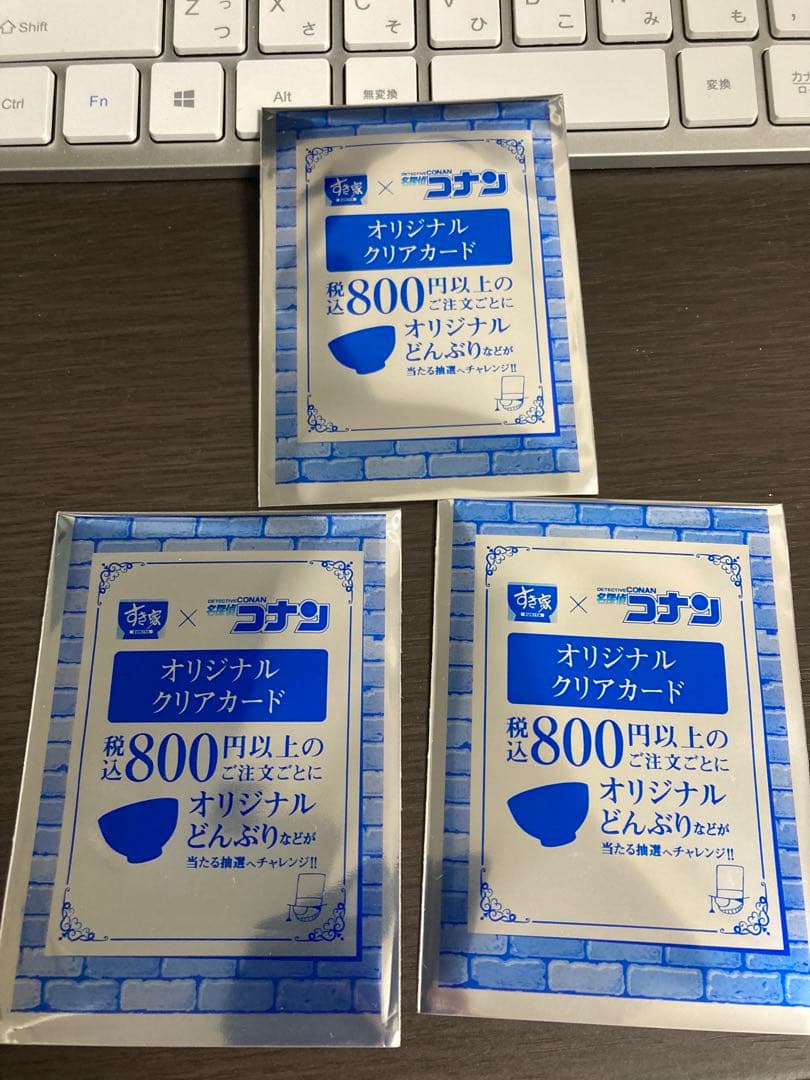 Shift
Z っ
つ
X
さ
C
そ
V
ひ
B
こ
N
み
も
Ctrl
Fn
Alt
無変換
変換
カナ
すき家
×
DETECTIVE CONAN
名探偵コナン
オリジナル
クリアカード
税込800円以上の
ご注文ごとに
オリジナル
どんぶりなどが
当たる抽選へチャレンジ!!
すき家
×
DETECTIVE CONAN
名探偵コナン
オリジナル
クリアカード
税込800円以上の
ご注文ごとに
オリジナル
どんぶりなどが
当たる抽選へチャレンジ!!
すき家
×
DETECTIVE CONAN
名探偵コナン
オリジナル
クリアカード
税込800円以上の
ご注文ごとに
オリジナル
どんぶりなどが
当たる抽選へチャレンジ!!